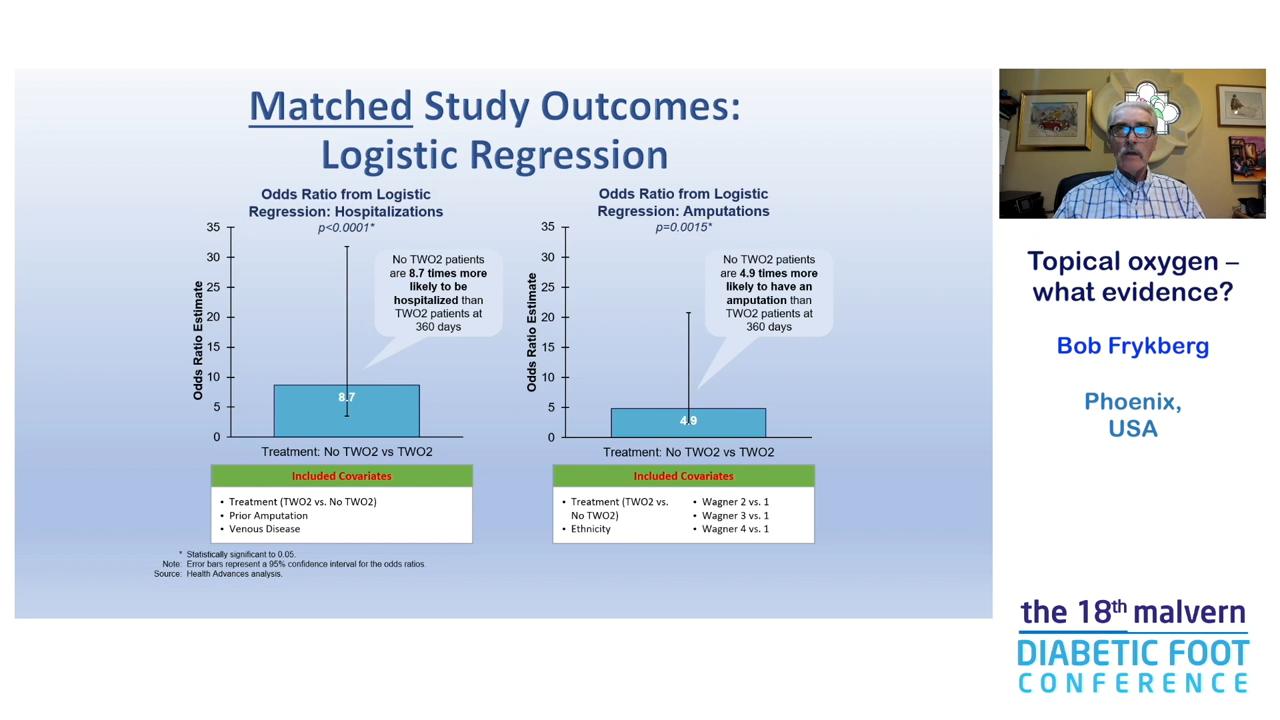 Matched Study Outcomes:
Logistic Regression
Odds Ratio from Logistic
Regression: Hospitalizations
p<0.0001*
35
30
25
20
15
10
5
0
Odds Ratio Estimate
No TWO2 patients
are 8.7 times more
likely to be
hospitalized than
TWO2 patients at
360 days
8.7
Treatment: No TWO2 vs TWO2
Included Covariates
• Treatment (TWO2 vs. No TWO2)
• Prior Amputation
• Venous Disease
Odds Ratio from Logistic
Regression: Amputations
p=0.0015*
35
30
25
20
15
10
5
0
Odds Ratio Estimate
No TWO2 patients
are 4.9 times more
likely to have an
amputation than
TWO2 patients at
360 days
4.9
Treatment: No TWO2 vs TWO2
Included Covariates
• Treatment (TWO2 vs.
No TWO2)
• Ethnicity
• Wagner 2 vs. 1
• Wagner 3 vs. 1
• Wagner 4 vs. 1
* Statistically significant to 0.05.
Note: Error bars represent a 95% confidence interval for the odds ratios.
Source: Health Advances analysis.
Topical oxygen –
what evidence?
Bob Frykberg
Phoenix,
USA
the 18th malvern
DIABETIC FOOT
CONFERENCE